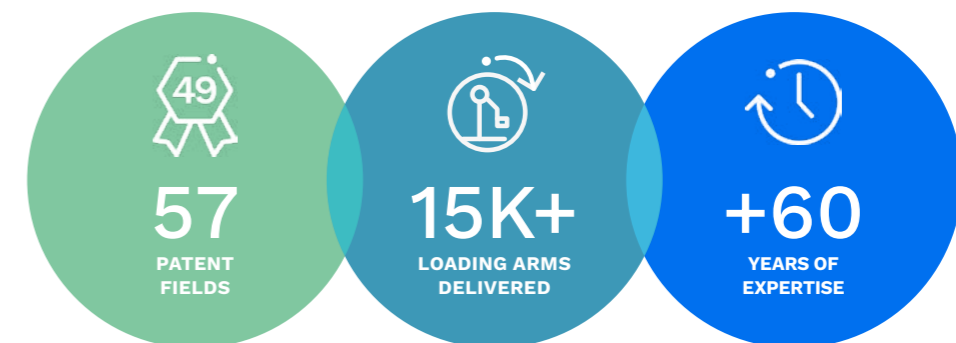 49
57
PATENT
FIELDS
15K+
LOADING ARMS
DELIVERED
+60
YEARS OF
EXPERTISE